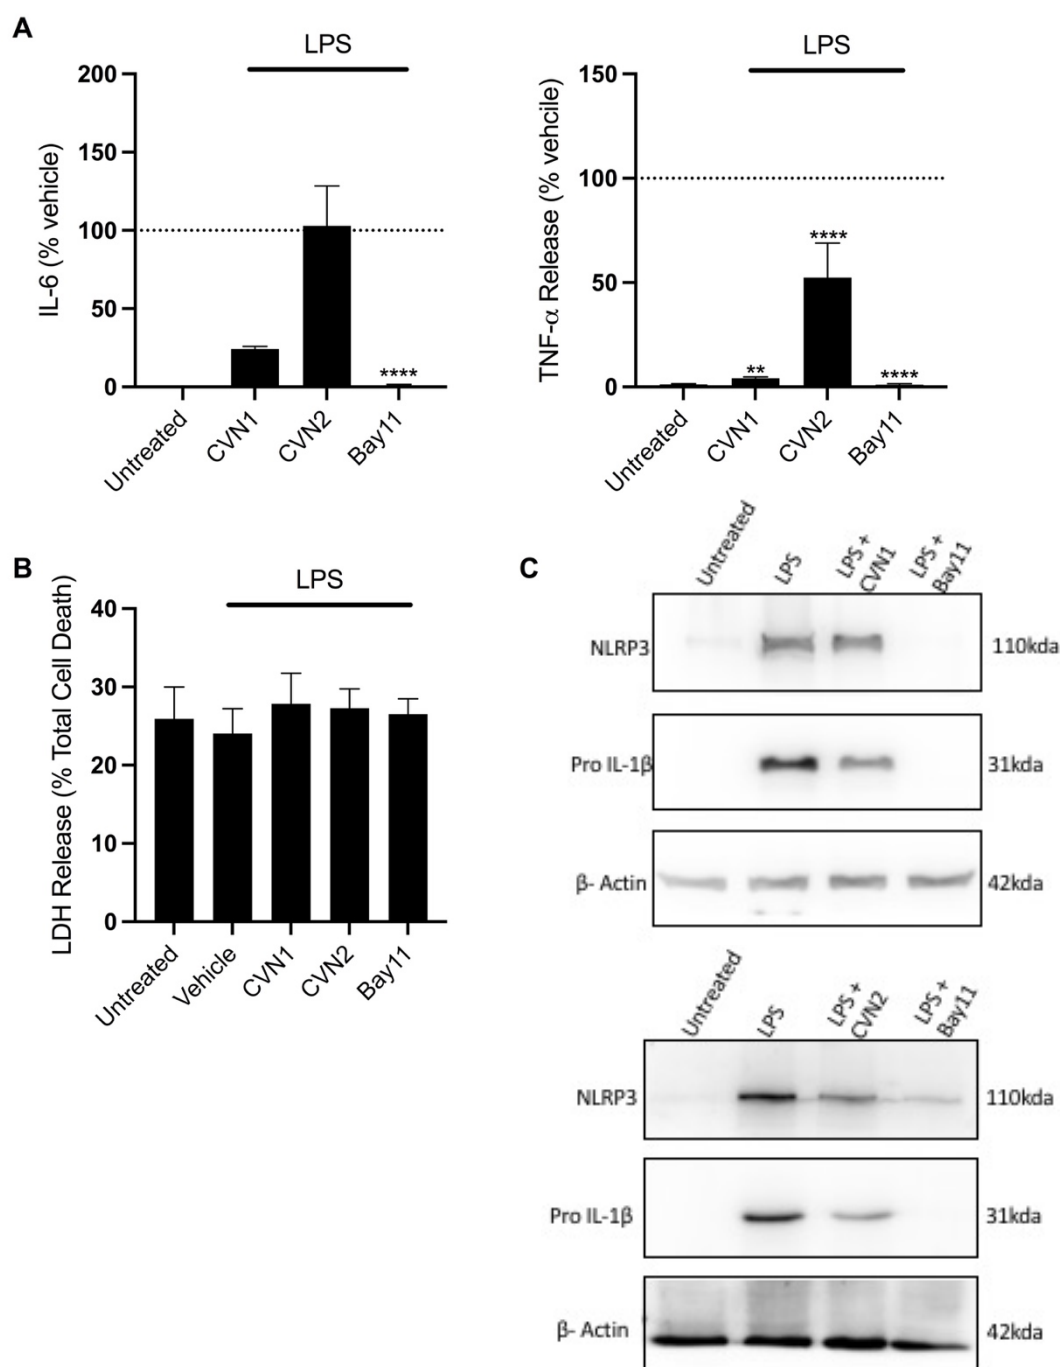 A
LPS
200
150
100
50
0
IL-6 (% vehicle)
****
Untreated
CVN1
CVN2
Bay11
LPS
150
100
50
0
TNF-α Release (% vehcile)
**
****
****
Untreated
CVN1
CVN2
Bay11
B
LPS
40
30
20
10
0
LDH Release (% Total Cell Death)
Untreated
Vehicle
CVN1
CVN2
Bay11
C
Untreated
LPS
LPS +
CVN1
LPS +
Bay11
NLRP3
110kda
Pro IL-1β
31kda
β- Actin
42kda
Untreated
LPS
LPS +
CVN2
LPS +
Bay11
NLRP3
110kda
Pro IL-1β
31kda
β- Actin
42kda